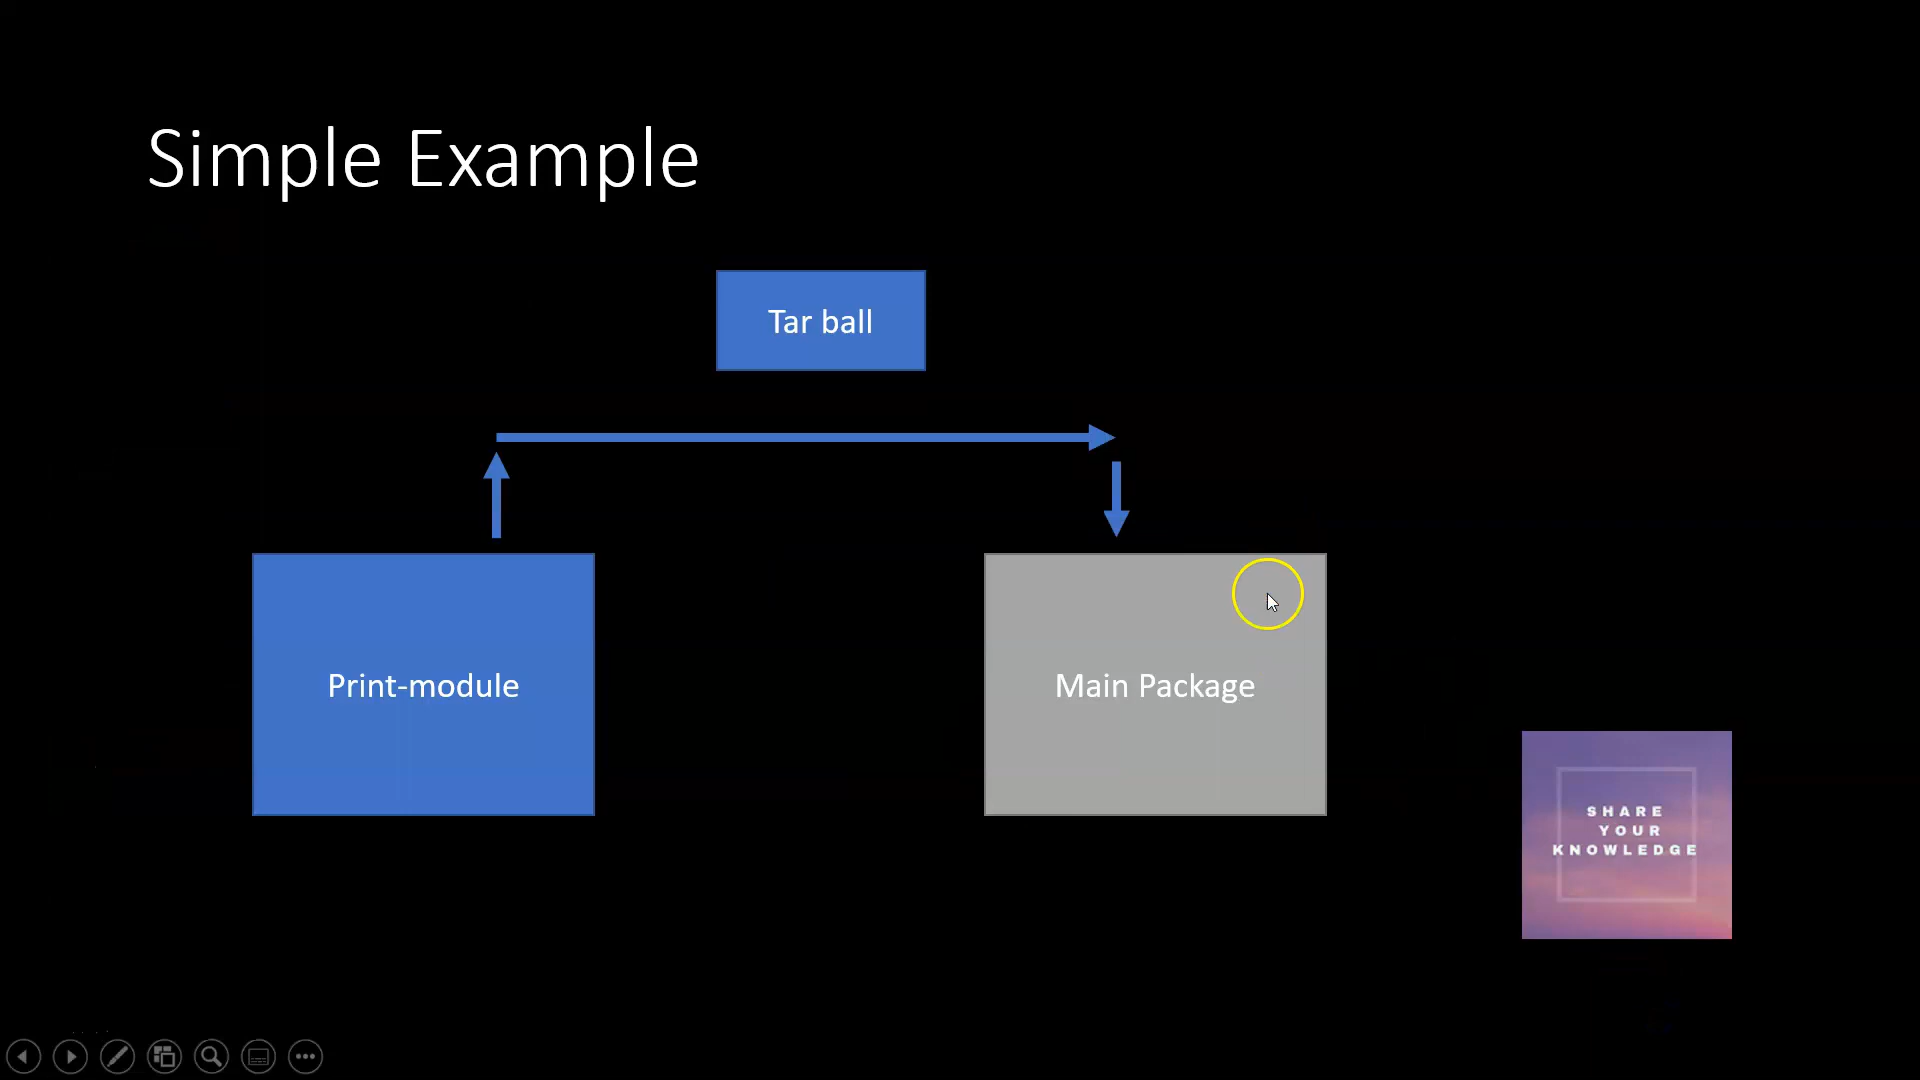 Simple Example
Tar ball
Print-module
Main Package
SHARE
YOUR
KNOWLEDGE